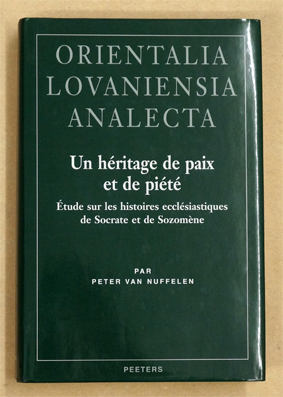 ORIENTALIA
LOVANIENSIA
ANALECTA
Un héritage de paix
et de piété
Étude sur les histoires ecclésiastiques
de Socrate et de Sozomène
PAR
PETER VAN NUFFELEN
PEETERS